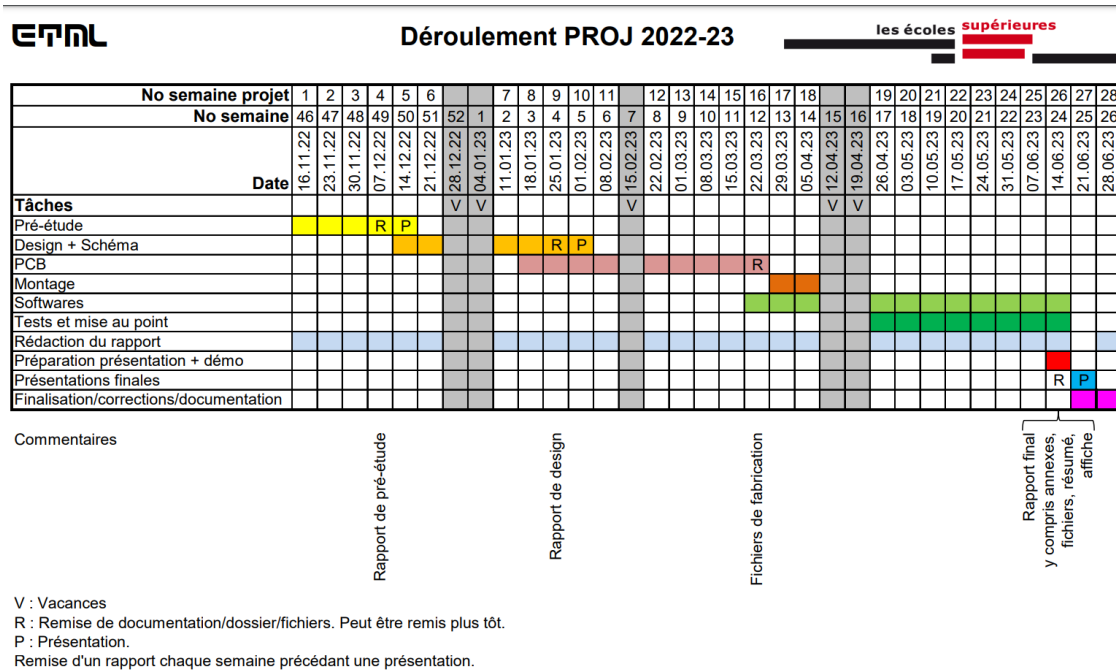 ETML
Déroulement PROJ 2022-23
les écoles supérieures
No semaine projet 1 2 3 4 5 6 7 8 9 10 11 12 13 14 15 16 17 18 19 20 21 22 23 24 25 26 27 28
No semaine 46 47 48 49 50 51 52 1 2 3 4 5 6 7 8 9 10 11 12 13 14 15 16 17 18 19 20 21 22 23 24 25 26
Date 16.11.22 23.11.22 30.11.22 07.12.22 14.12.22 21.12.22 28.12.22 04.01.23 11.01.23 18.01.23 25.01.23 01.02.23 08.02.23 15.02.23 22.02.23 01.03.23 08.03.23 15.03.23 22.03.23 29.03.23 05.04.23 12.04.23 19.04.23 26.04.23 03.05.23 10.05.23 17.05.23 24.05.23 31.05.23 07.06.23 14.06.23 21.06.23 28.06.23
Tâches V V V V V
Pré-étude R P
Design + Schéma R P
PCB R
Montage
Softwares
Tests et mise au point
Rédaction du rapport
Préparation présentation + démo
Présentations finales R P
Finalisation/corrections/documentation
Commentaires
Rapport de pré-étude
Rapport de design
Fichiers de fabrication
Rapport final
y compris annexes,
fichiers, résumé,
affiche
V : Vacances
R : Remise de documentation/dossier/fichiers. Peut être remis plus tôt.
P : Présentation.
Remise d'un rapport chaque semaine précédant une présentation.